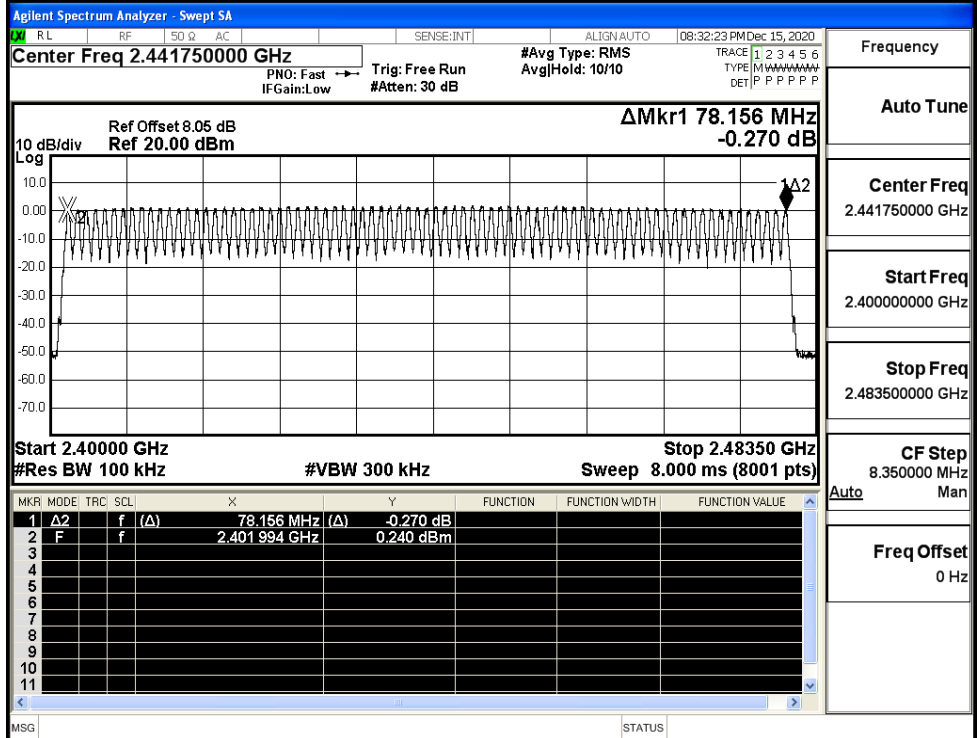 Agilent Spectrum Analyzer - Swept SA
LXI RL RF 50 Ω AC SENSE:INT ALIGN AUTO 08:32:23 PM Dec 15, 2020
Center Freq 2.441750000 GHz
PNO: Fast
IFGain:Low
Trig: Free Run
#Atten: 30 dB
#Avg Type: RMS
Avg|Hold: 10/10
TRACE 1 2 3 4 5 6
TYPE M WWWWW
DET P P P P P P
Frequency
Auto Tune
Center Freq
2.441750000 GHz
Start Freq
2.400000000 GHz
Stop Freq
2.483500000 GHz
CF Step
8.350000 MHz
Auto Man
Freq Offset
0 Hz
ΔMkr1 78.156 MHz
-0.270 dB
Ref Offset 8.05 dB
10 dB/div Ref 20.00 dBm
Log
10.0
0.00
-10.0
-20.0
-30.0
-40.0
-50.0
-60.0
-70.0
2
1Δ2
Start 2.40000 GHz Stop 2.48350 GHz
#Res BW 100 kHz #VBW 300 kHz Sweep 8.000 ms (8001 pts)
MKR MODE TRC SCL X Y FUNCTION FUNCTION WIDTH FUNCTION VALUE
1 Δ2 f (Δ) 78.156 MHz (Δ) -0.270 dB
2 F f 2.401 994 GHz 0.240 dBm
3
4
5
6
7
8
9
10
11
MSG STATUS